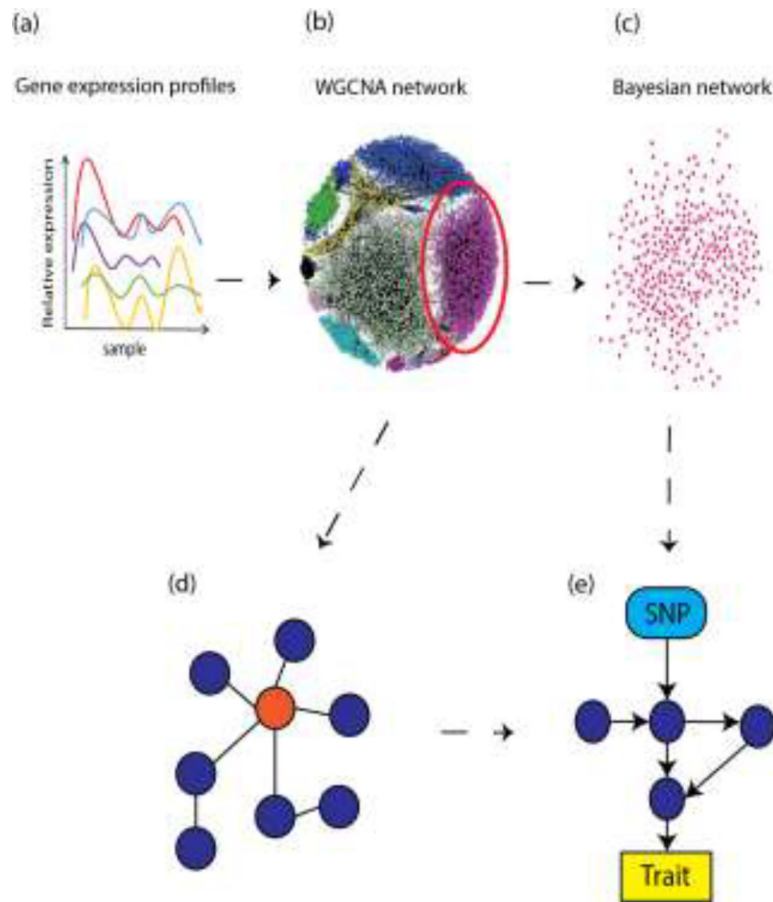 (a)
(b)
(c)
Gene expression profiles
WGCNA network
Bayesian network
Relative expression
sample
(d)
(e)
SNP
Trait